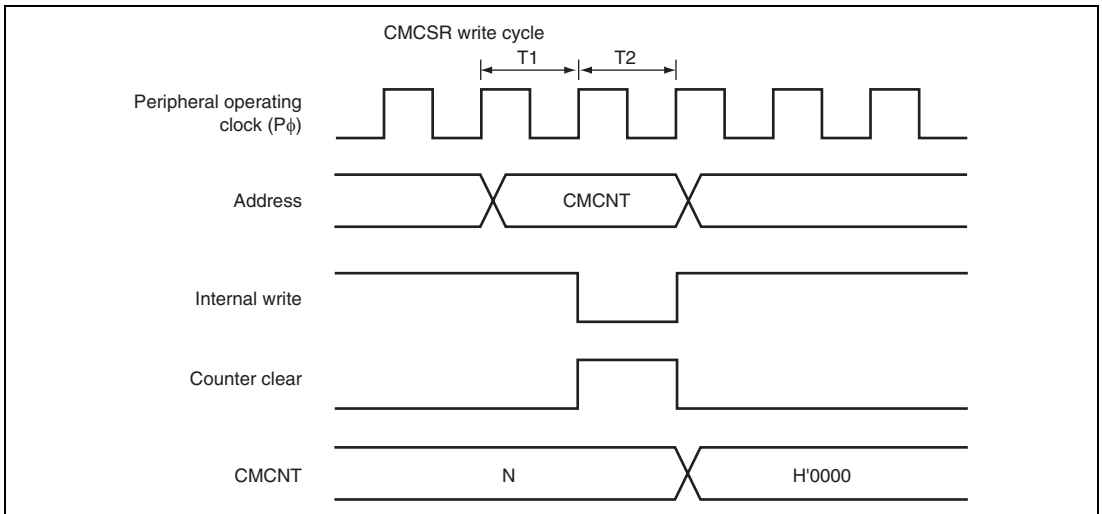 CMCSR write cycle
T1 T2
Peripheral operating
clock (Pϕ)
Address CMCNT
Internal write
Counter clear
CMCNT N H'0000